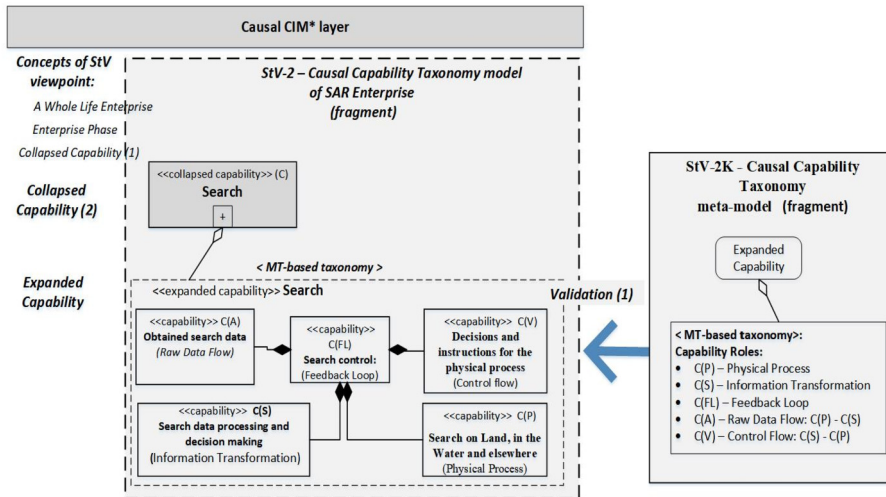 Causal CIM* layer
Concepts of StV
viewpoint:
A Whole Life Enterprise
Enterprise Phase
Collapsed Capability (1)
Collapsed
Capability (2)
Expanded
Capability
StV-2 – Causal Capability Taxonomy model
of SAR Enterprise
(fragment)
<<collapsed capability>> (C)
Search
+
< MT-based taxonomy >
<<expanded capability>> Search
<<capability>> C(A)
Obtained search data
(Raw Data Flow)
<<capability>>
C(FL)
Search control:
(Feedback Loop)
<<capability>> C(V)
Decisions and
instructions for the
physical process
(Control flow)
<<capability>> C(S)
Search data processing and
decision making
(Information Transformation)
<<capability>> C(P)
Search on Land, in the
Water and elsewhere
(Physical Process)
Validation (1)
StV-2K - Causal Capability
Taxonomy
meta-model (fragment)
Expanded
Capability
< MT-based taxonomy>:
Capability Roles:
• C(P) – Physical Process
• C(S) – Information Transformation
• C(FL) – Feedback Loop
• C(A) – Raw Data Flow: C(P) - C(S)
• C(V) – Control Flow: C(S) - C(P)